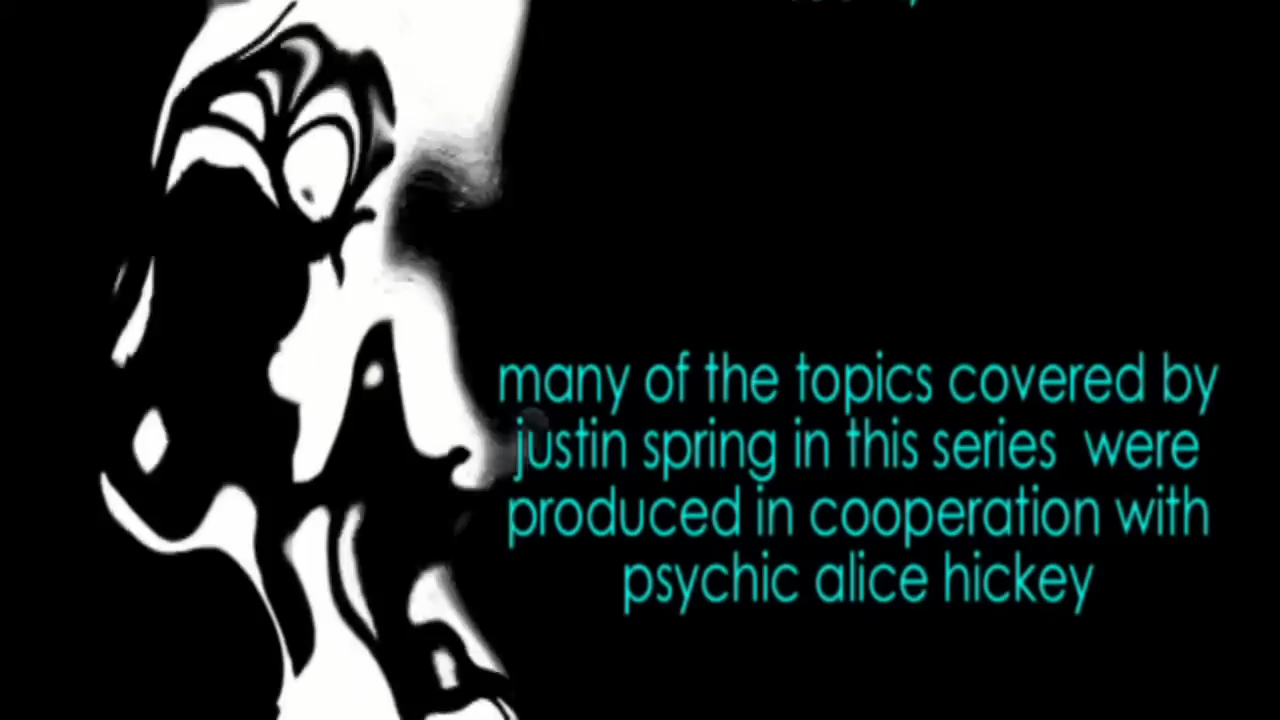 many of the topics covered by
justin spring in this series  were
produced in cooperation with
psychic alice hickey